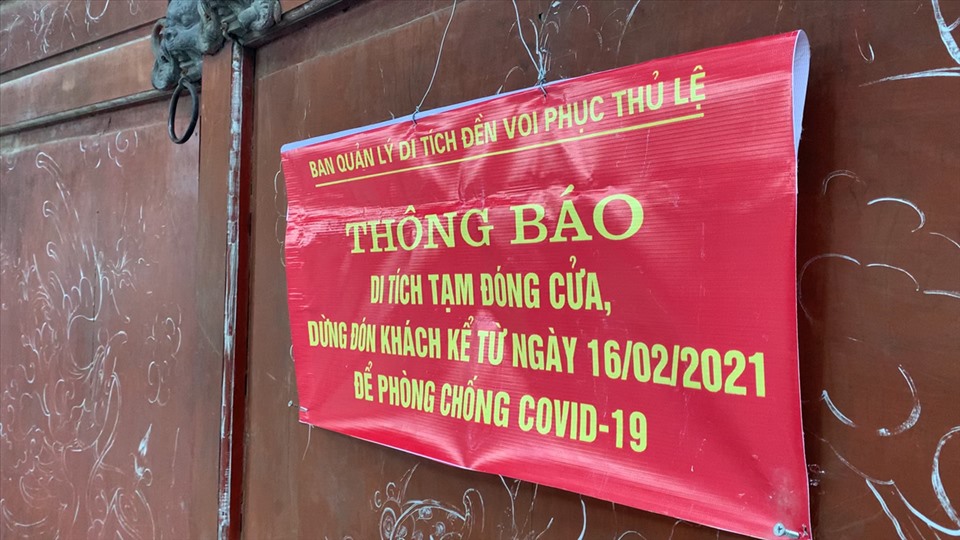 BAN QUẢN LÝ DI TÍCH ĐỀN VOI PHỤC THỦ LỆ
THÔNG BÁO
DI TÍCH TẠM ĐÓNG CỬA,
DỪNG ĐÓN KHÁCH KỂ TỪ NGÀY 16/02/2021
ĐỂ PHÒNG CHỐNG COVID-19